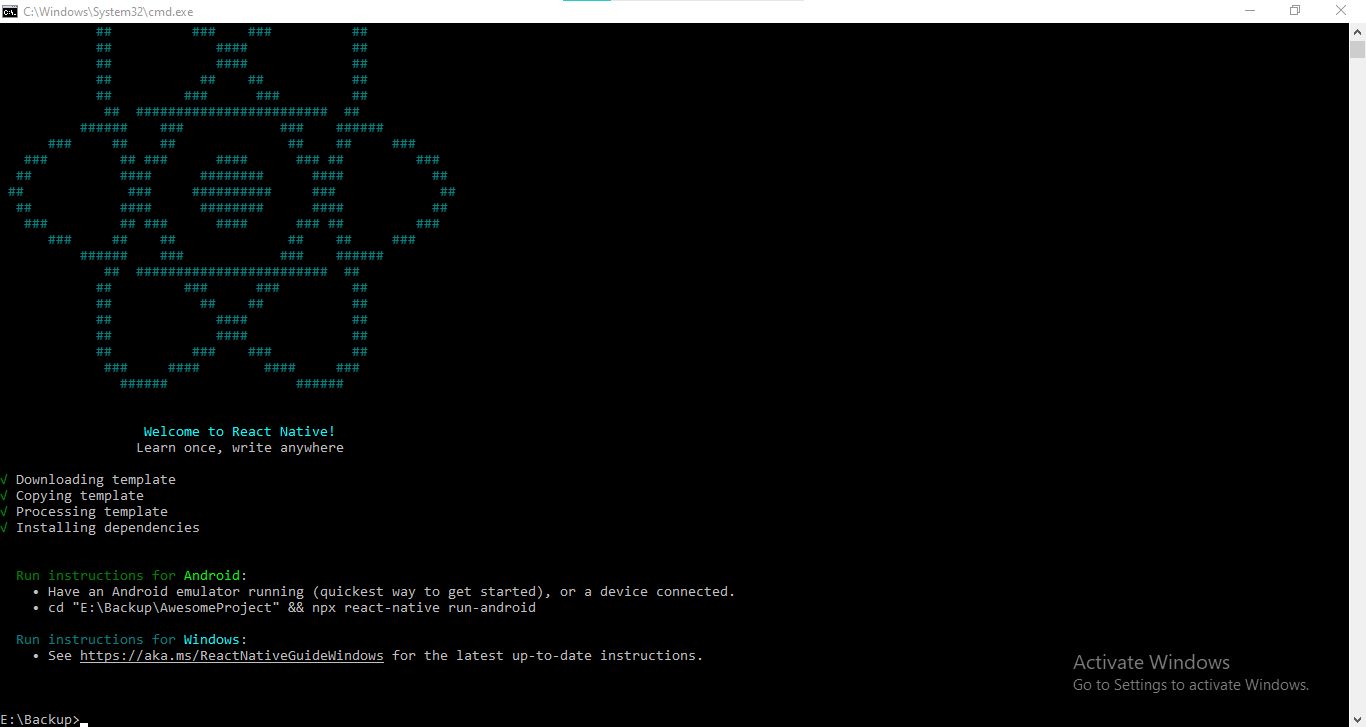 C:\Windows\System32\cmd.exe
##          ###    ###          ##
##             ####            ##
##             ####            ##
##           ##    ##           ##
##         ###      ###         ##
##  ########################  ##
######    ###            ###    ######
###     ##    ##              ##    ##     ###
###         ## ###      ####      ### ##         ###
##           ####      ########      ####           ##
##             ###     ##########     ###             ##
##           ####      ########      ####           ##
###         ## ###      ####      ### ##         ###
###     ##    ##              ##    ##     ###
######    ###            ###    ######
##  ########################  ##
##         ###      ###         ##
##           ##    ##           ##
##             ####            ##
##             ####            ##
##          ###    ###          ##
###     ####        ####     ###
######                ######
Welcome to React Native!
Learn once, write anywhere
√ Downloading template
√ Copying template
√ Processing template
√ Installing dependencies
Run instructions for Android:
• Have an Android emulator running (quickest way to get started), or a device connected.
• cd "E:\Backup\AwesomeProject" && npx react-native run-android
Run instructions for Windows:
• See https://aka.ms/ReactNativeGuideWindows for the latest up-to-date instructions.
Activate Windows
Go to Settings to activate Windows.
E:\Backup>